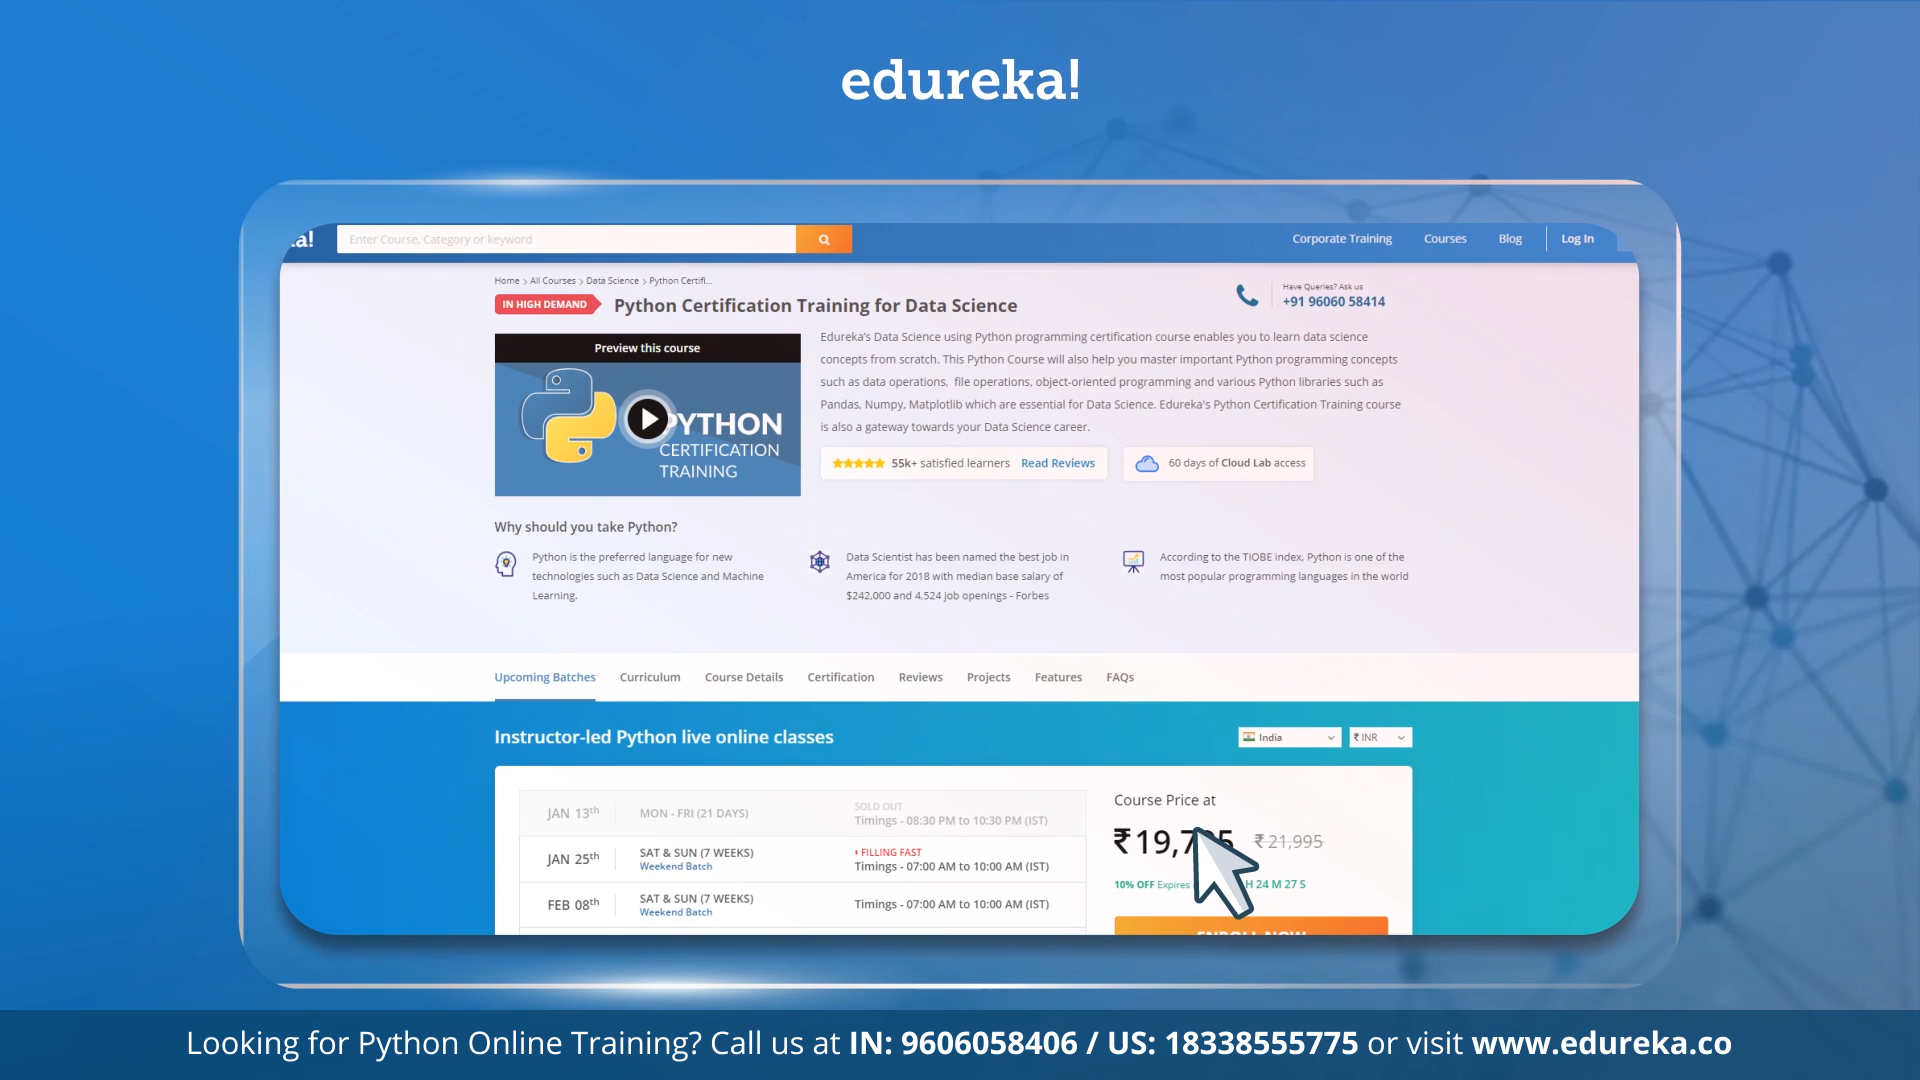 edureka!
a!
Enter Course, Category or keyword
Corporate Training Courses Blog Log In
Home > All Courses > Data Science > Python Certifi...
IN HIGH DEMAND Python Certification Training for Data Science
Have Queries? Ask us
+91 96060 58414
Preview this course
PYTHON
CERTIFICATION
TRAINING
Edureka's Data Science using Python programming certification course enables you to learn data science
concepts from scratch. This Python Course will also help you master important Python programming concepts
such as data operations, file operations, object-oriented programming and various Python libraries such as
Pandas, Numpy, Matplotlib which are essential for Data Science. Edureka's Python Certification Training course
is also a gateway towards your Data Science career.
55k+ satisfied learners Read Reviews
60 days of Cloud Lab access
Why should you take Python?
Python is the preferred language for new
technologies such as Data Science and Machine
Learning.
Data Scientist has been named the best job in
America for 2018 with median base salary of
$242,000 and 4,524 job openings - Forbes
According to the TIOBE index, Python is one of the
most popular programming languages in the world
Upcoming Batches Curriculum Course Details Certification Reviews Projects Features FAQs
Instructor-led Python live online classes
India ₹ INR
JAN 13th MON - FRI (21 DAYS)
SOLD OUT
Timings - 08:30 PM to 10:30 PM (IST)
JAN 25th SAT & SUN (7 WEEKS)
Weekend Batch
FILLING FAST
Timings - 07:00 AM to 10:00 AM (IST)
FEB 08th SAT & SUN (7 WEEKS)
Weekend Batch
Timings - 07:00 AM to 10:00 AM (IST)
Course Price at
₹ 21,995
10% OFF Expires H 24 M 27 S
ENROLL NOW
Looking for Python Online Training? Call us at IN: 9606058406 / US: 18338555775 or visit www.edureka.co